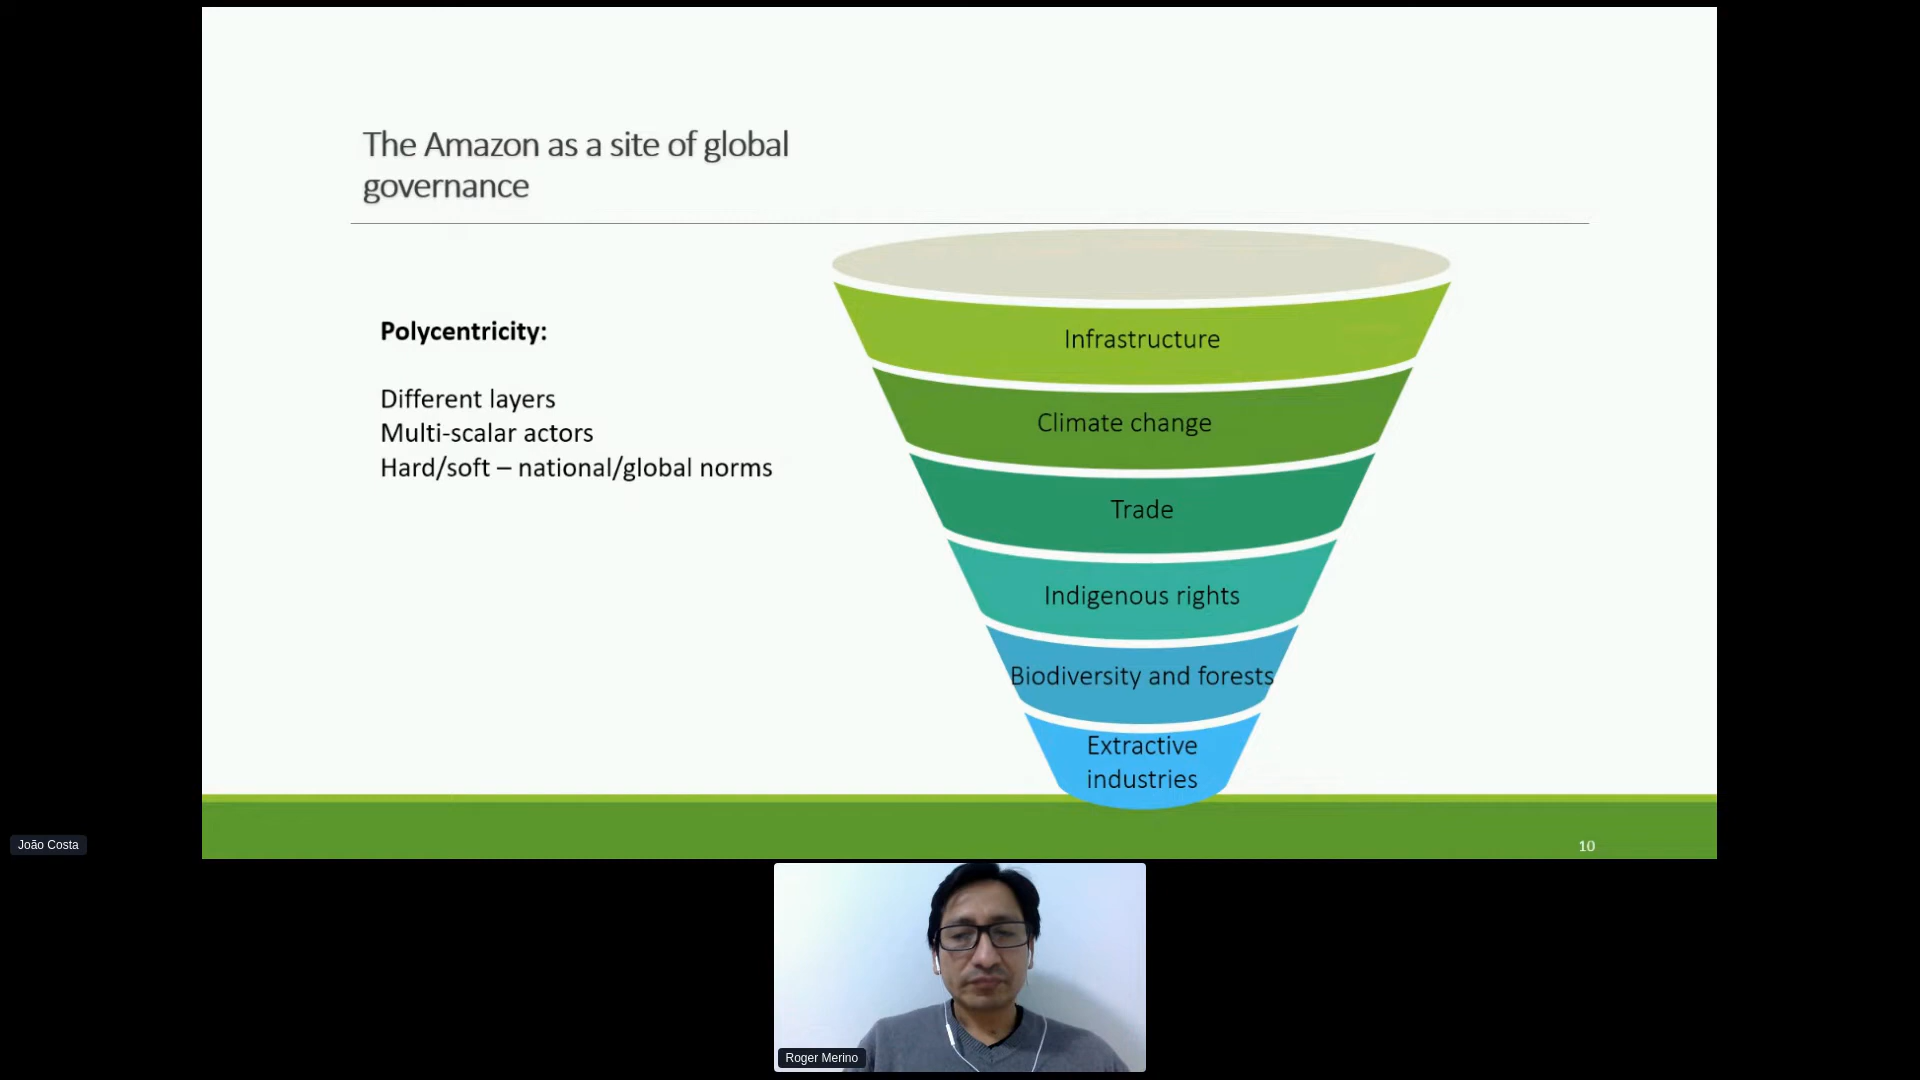 The Amazon as a site of global
governance
Polycentricity:
Different layers
Multi-scalar actors
Hard/soft – national/global norms
Infrastructure
Climate change
Trade
Indigenous rights
Biodiversity and forests
Extractive
industries
10
João Costa
Roger Merino